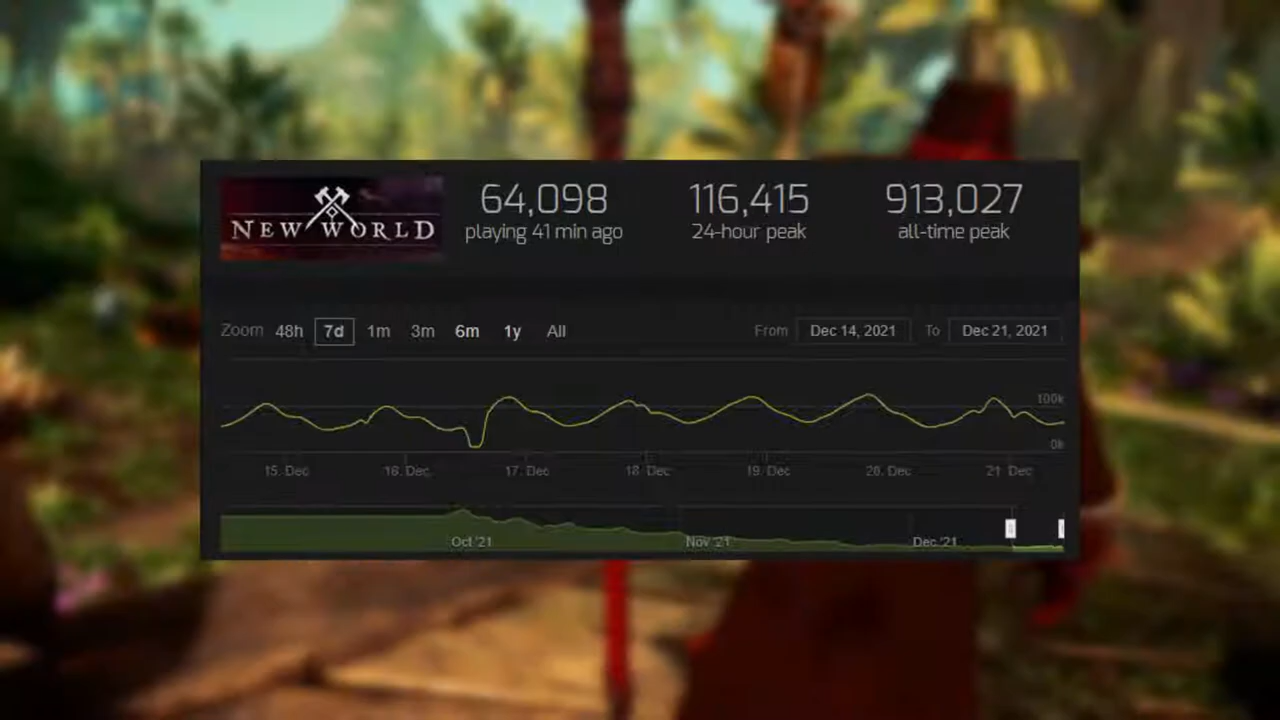 NEW WORLD
64,098
playing 41 min ago
116,415
24-hour peak
913,027
all-time peak
Zoom 48h 7d 1m 3m 6m 1y All
From Dec 14, 2021 To Dec 21, 2021
100k
0k
15. Dec 16. Dec 17. Dec 18. Dec 19. Dec 20. Dec 21. Dec
Oct '21 Nov '21 Dec '21